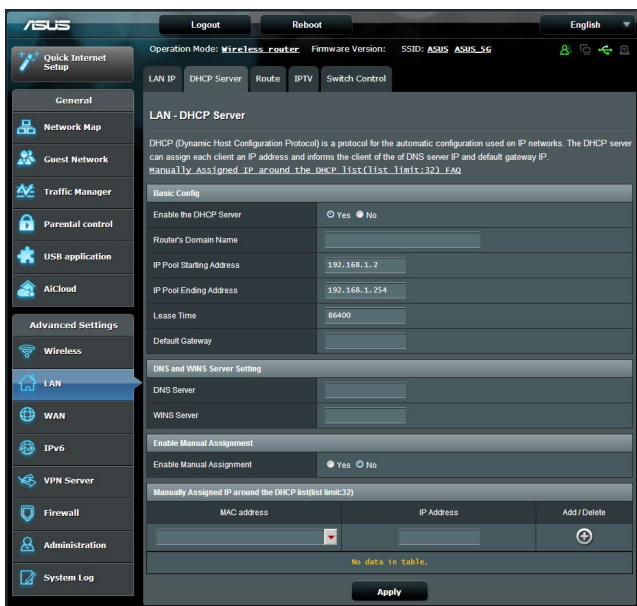 ASUS
Logout
Reboot
English
Quick Internet Setup
Operation Mode: Wireless router Firmware Version: SSID: ASUS ASUS_5G
LAN IP
DHCP Server
Route
IPTV
Switch Control
General
Network Map
Guest Network
Traffic Manager
Parental control
USB application
AiCloud
Advanced Settings
Wireless
LAN
WAN
IPv6
VPN Server
Firewall
Administration
System Log
LAN - DHCP Server
DHCP (Dynamic Host Configuration Protocol) is a protocol for the automatic configuration used on IP networks. The DHCP server
can assign each client an IP address and informs the client of the of DNS server IP and default gateway IP.
Manually Assigned IP around the DHCP list(list limit:32) FAQ
Basic Config
Enable the DHCP Server Yes No
Router's Domain Name
IP Pool Starting Address 192.168.1.2
IP Pool Ending Address 192.168.1.254
Lease Time 86400
Default Gateway
DNS and WINS Server Setting
DNS Server
WINS Server
Enable Manual Assignment
Enable Manual Assignment Yes No
Manually Assigned IP around the DHCP list(list limit:32)
MAC address IP Address Add / Delete
No data in table.
Apply